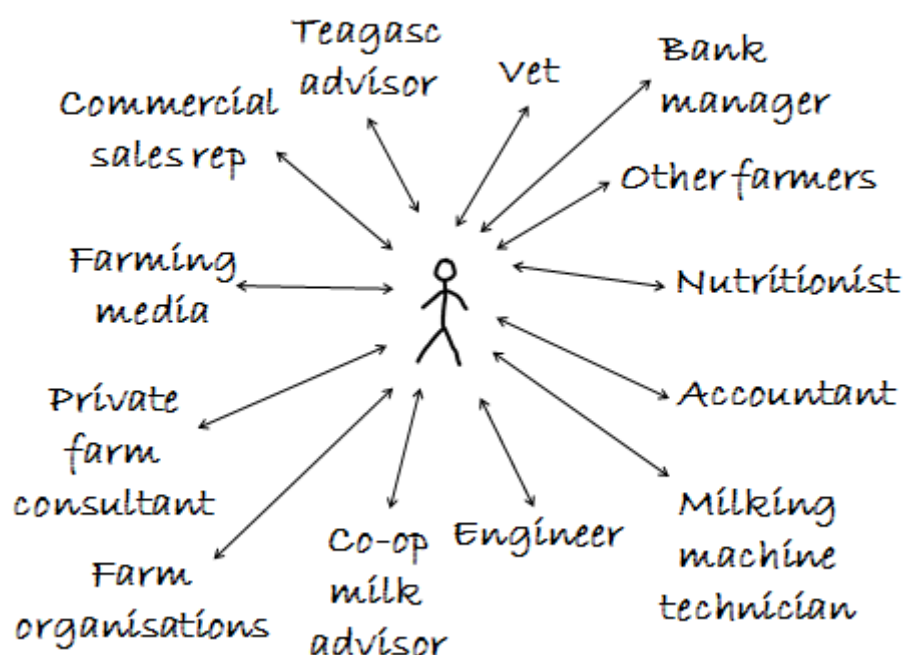 Teagasc
advisor
Vet
Bank
manager
Commercial
sales rep
Other farmers
Farming
media
Nutritionist
Private
farm
consultant
Accountant
Farm
organisations
Co-op
milk
advisor
Engineer
Milking
machine
technician